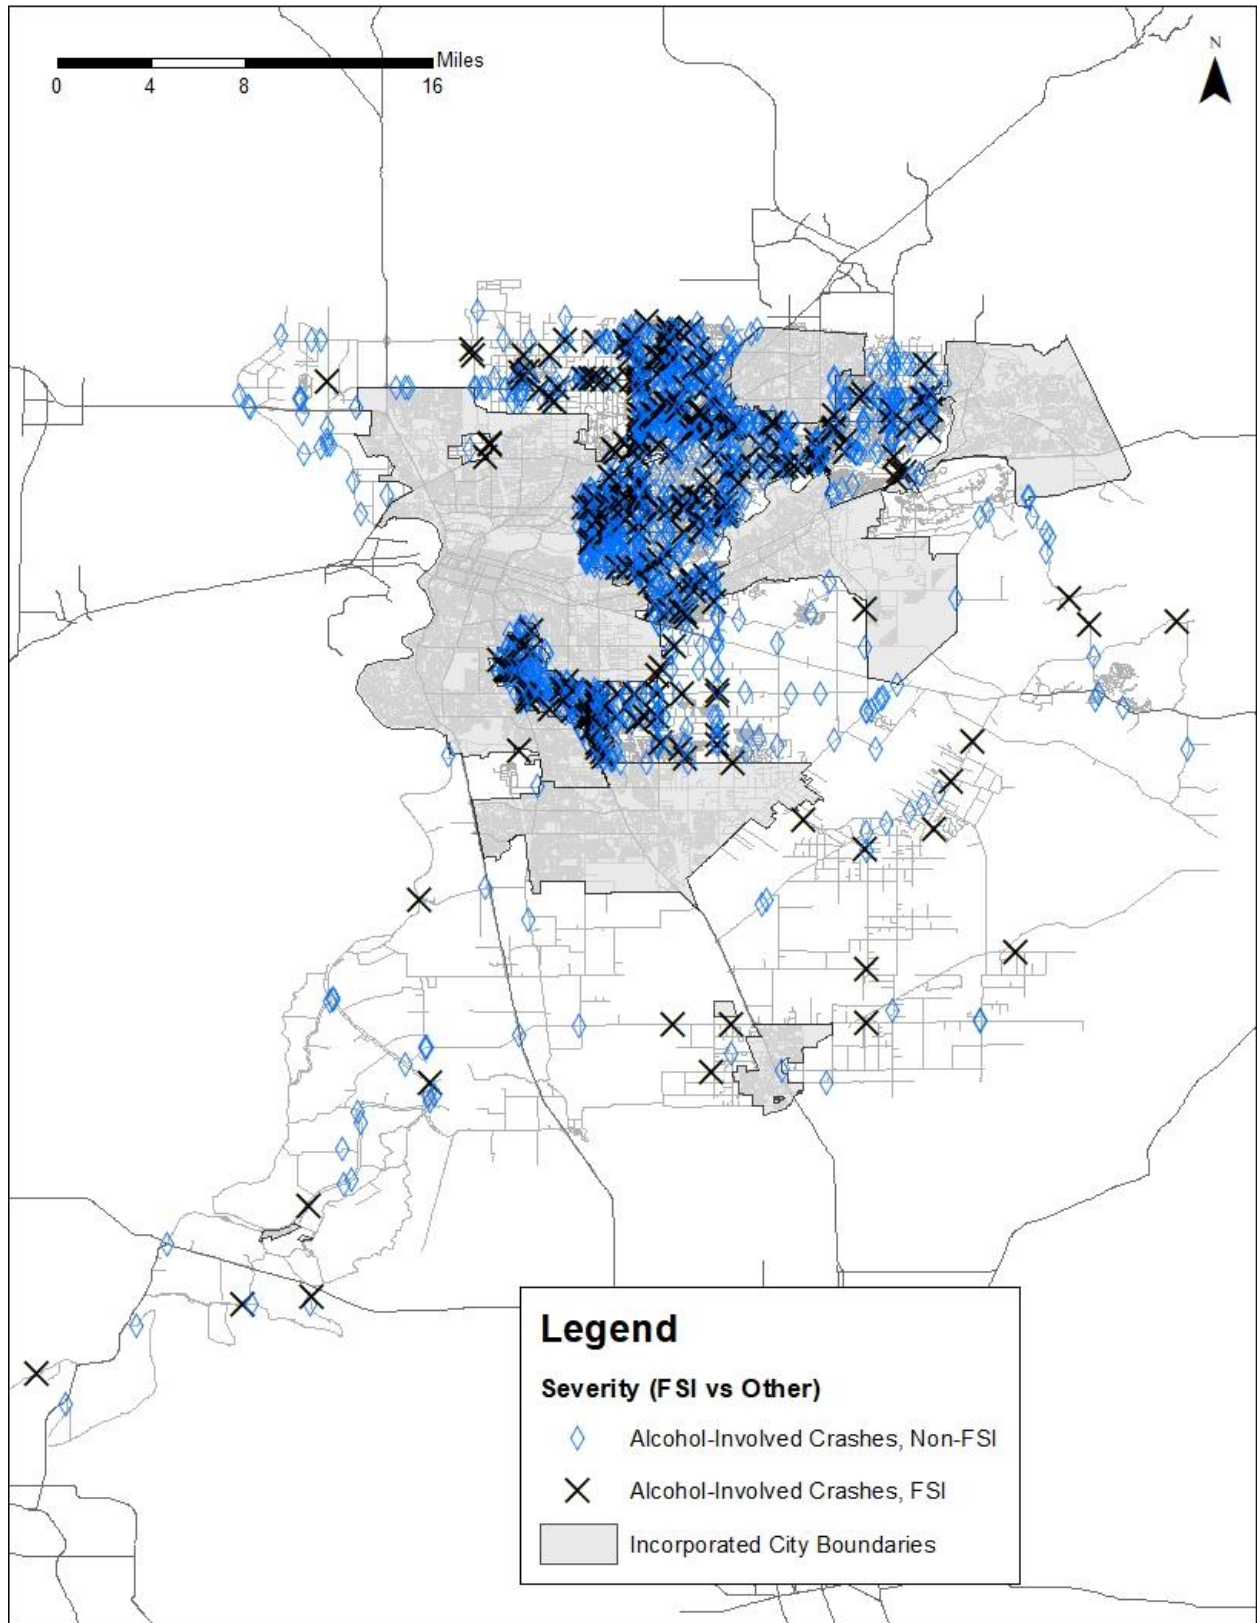 Miles
0 4 8 16
N
Legend
Severity (FSI vs Other)
Alcohol-Involved Crashes, Non-FSI
Alcohol-Involved Crashes, FSI
Incorporated City Boundaries